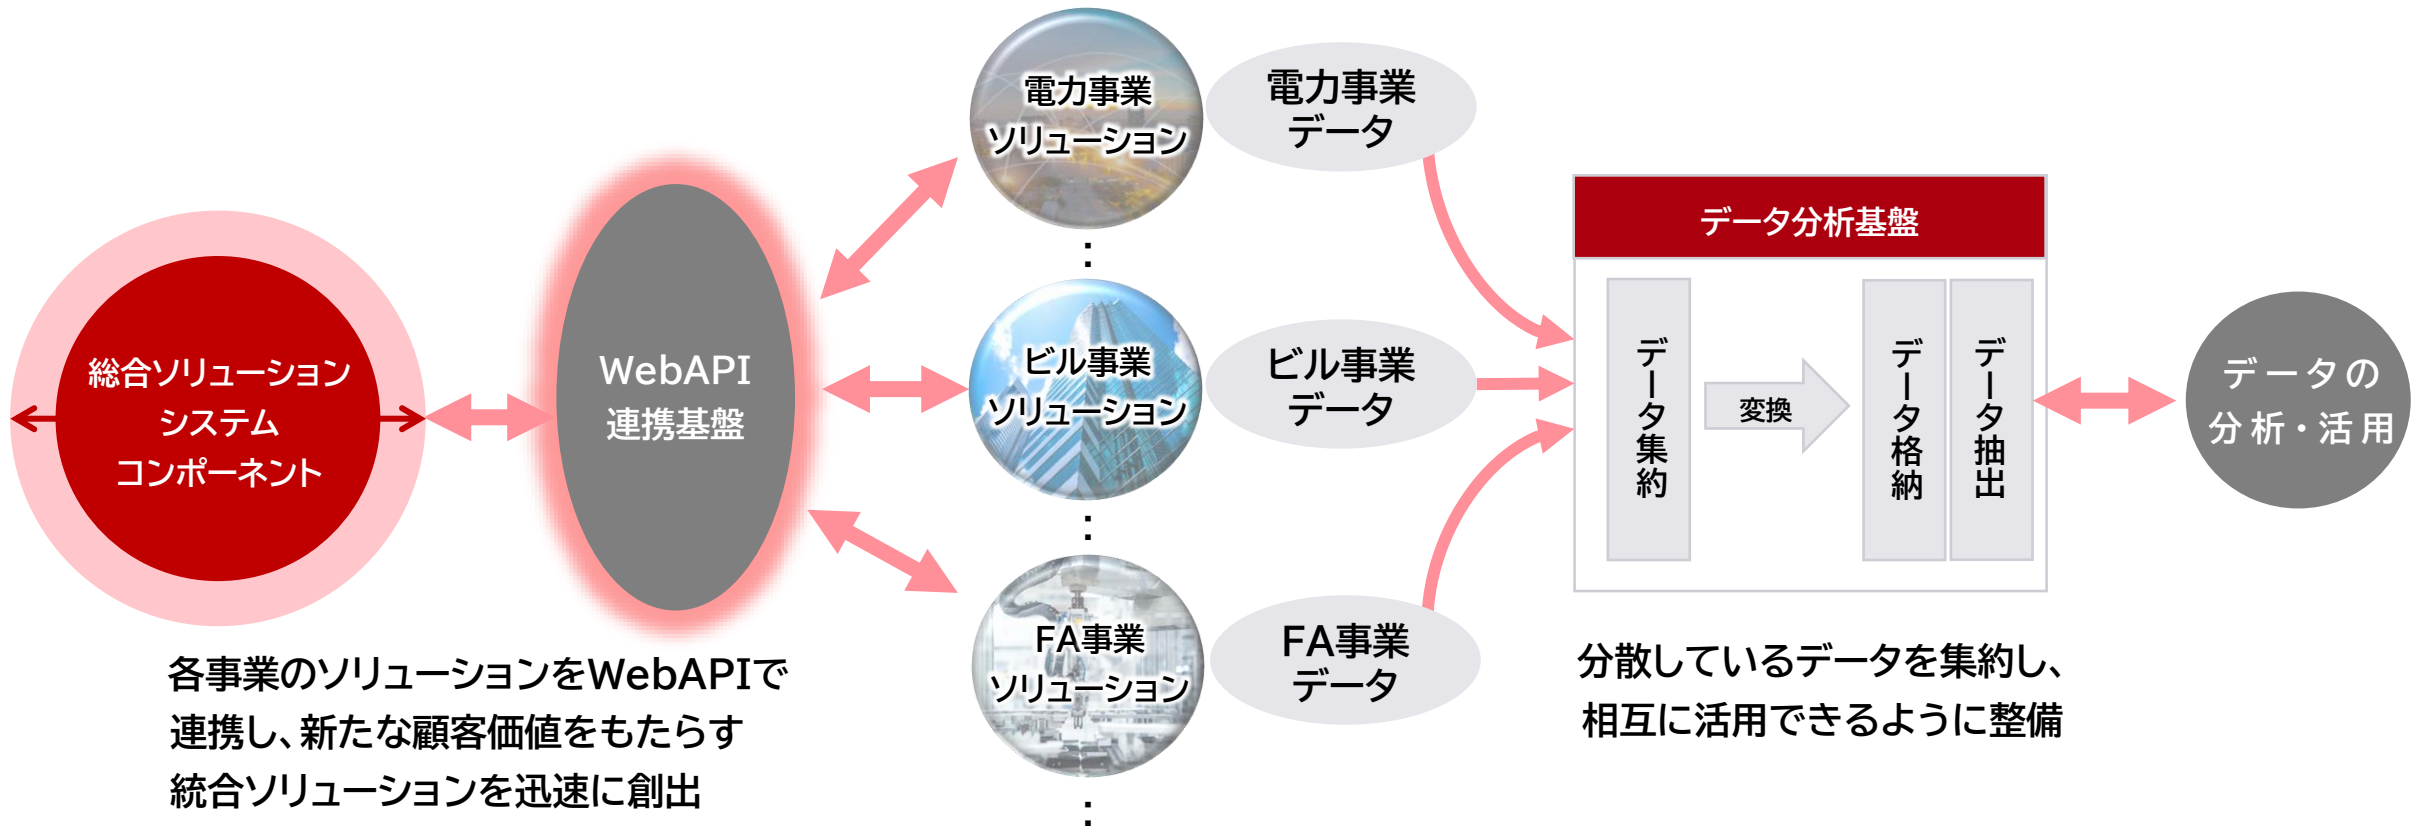 総合ソリューション
システム
コンポーネント
WebAPI
連携基盤
各事業のソリューションをWebAPIで
連携し、新たな顧客価値をもたらす
統合ソリューションを迅速に創出
電力事業
ソリューション
：
ビル事業
ソリューション
：
FA事業
ソリューション
：
電力事業
データ
ビル事業
データ
FA事業
データ
データ分析基盤
データ集約
変換
データ格納
データ抽出
分散しているデータを集約し、
相互に活用できるように整備
データの
分析・活用